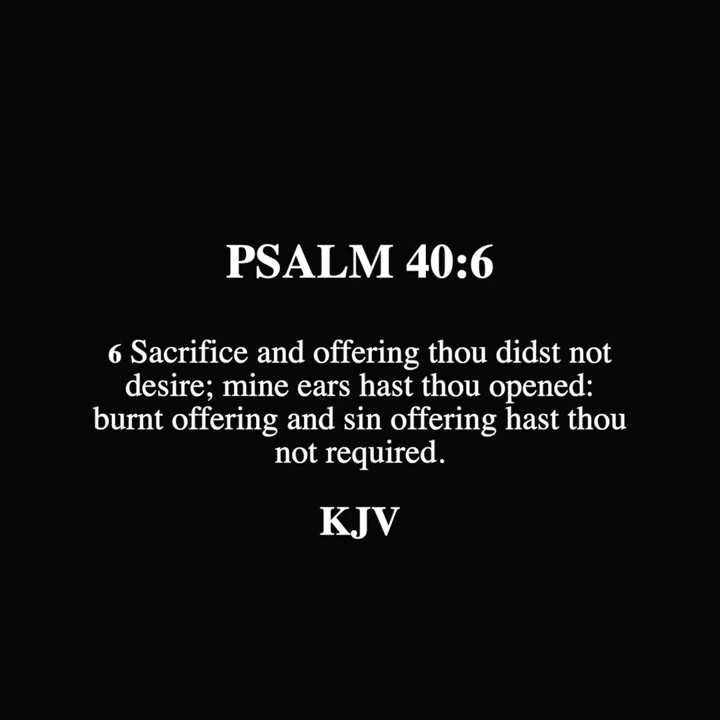 PSALM 40:6
6 Sacrifice and offering thou didst not
desire; mine ears hast thou opened:
burnt offering and sin offering hast thou
not required.
KJV